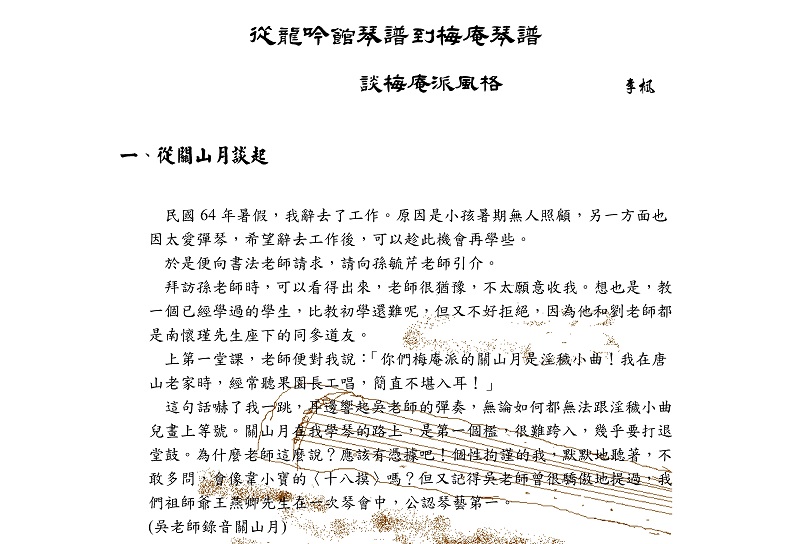 從龍吟館琴譜到梅庵琴譜
談梅庵派風格 李楓
一、從關山月談起
民國 64 年暑假，我辭去了工作。原因是小孩暑期無人照顧，另一方面也
因太愛彈琴，希望辭去工作後，可以趁此機會再學些。
於是便向書法老師請求，請向孫毓芹老師引介。
拜訪孫老師時，可以看得出來，老師很猶豫，不太願意收我。想也是，教
一個已經學過的學生，比教初學還難呢，但又不好拒絕，因為他和劉老師都
是南懷瑾先生座下的同參道友。
上第一堂課，老師便對我說：「你們梅庵派的關山月是淫穢小曲！我在唐
山老家時，經常聽果園長工唱，簡直不堪入耳！」
這句話嚇了我一跳，耳邊響起吳老師的彈奏，無論如何都無法跟淫穢小曲
兒畫上等號。關山月在我學琴的路上，是第一個檻，很難跨入，幾乎要打退
堂鼓。為什麼老師這麼說？應該有憑據吧！個性拘謹的我，默默地聽著，不
敢多問，會像韋小寶的〈十八摸〉嗎？但又記得吳老師曾很驕傲地提過，我
們祖師爺王燕卿先生在一次琴會中，公認琴藝第一。
(吳老師錄音關山月)